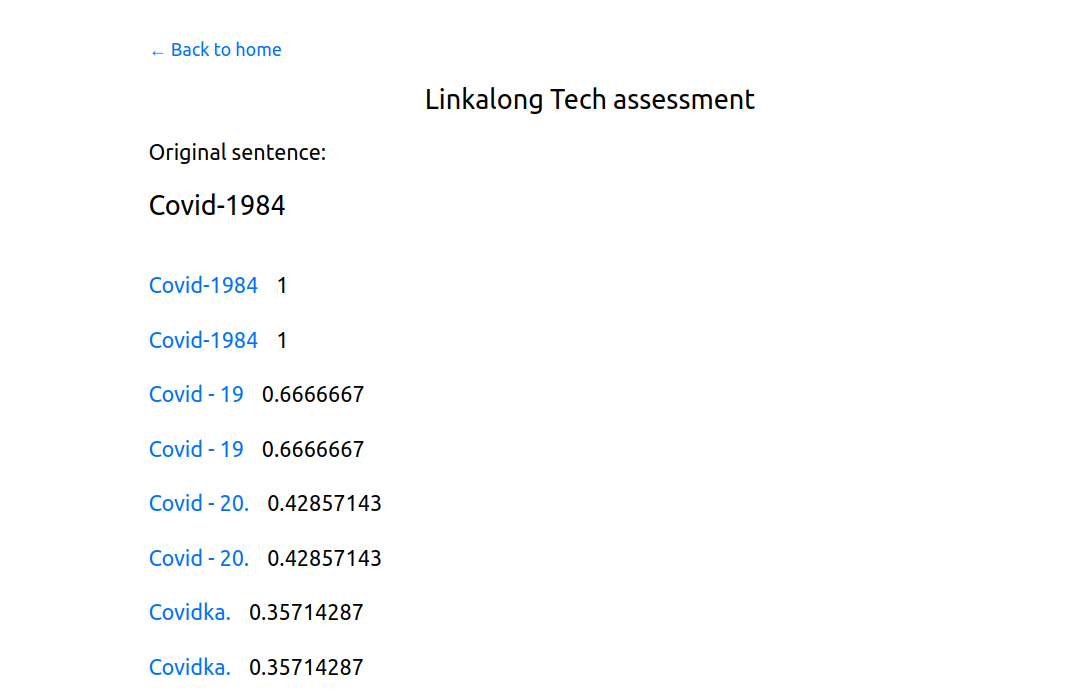 ← Back to home
Linkalong Tech assessment
Original sentence:
Covid-1984
Covid-1984 1
Covid-1984 1
Covid - 19 0.6666667
Covid - 19 0.6666667
Covid - 20. 0.42857143
Covid - 20. 0.42857143
Covidka. 0.35714287
Covidka. 0.35714287